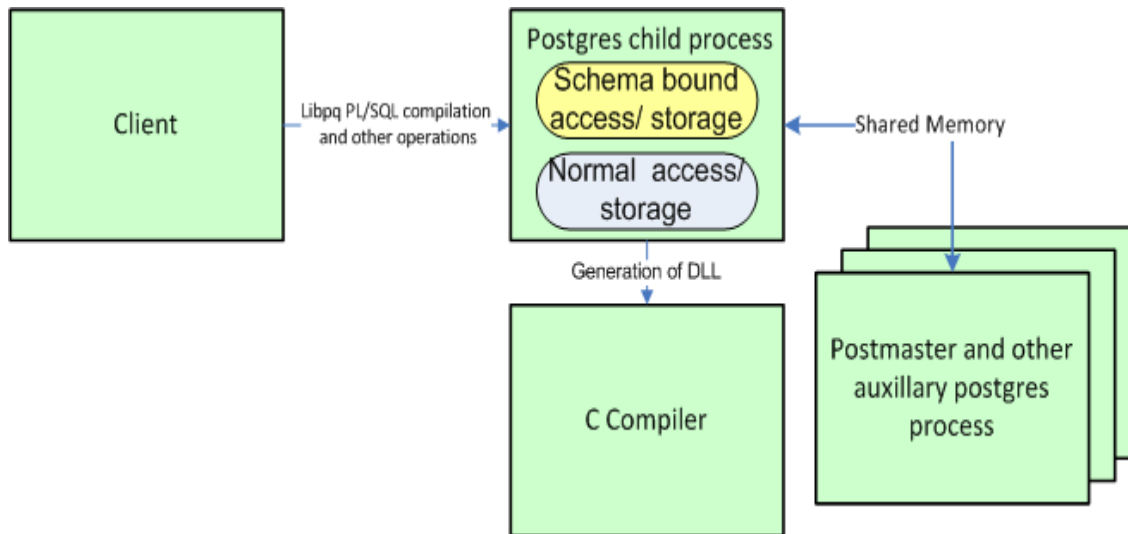 Client
Libpq PL/SQL compilation
and other operations
Postgres child process
Schema bound
access/ storage
Normal access/
storage
Shared Memory
Generation of DLL
C Compiler
Postmaster and other
auxillary postgres
process